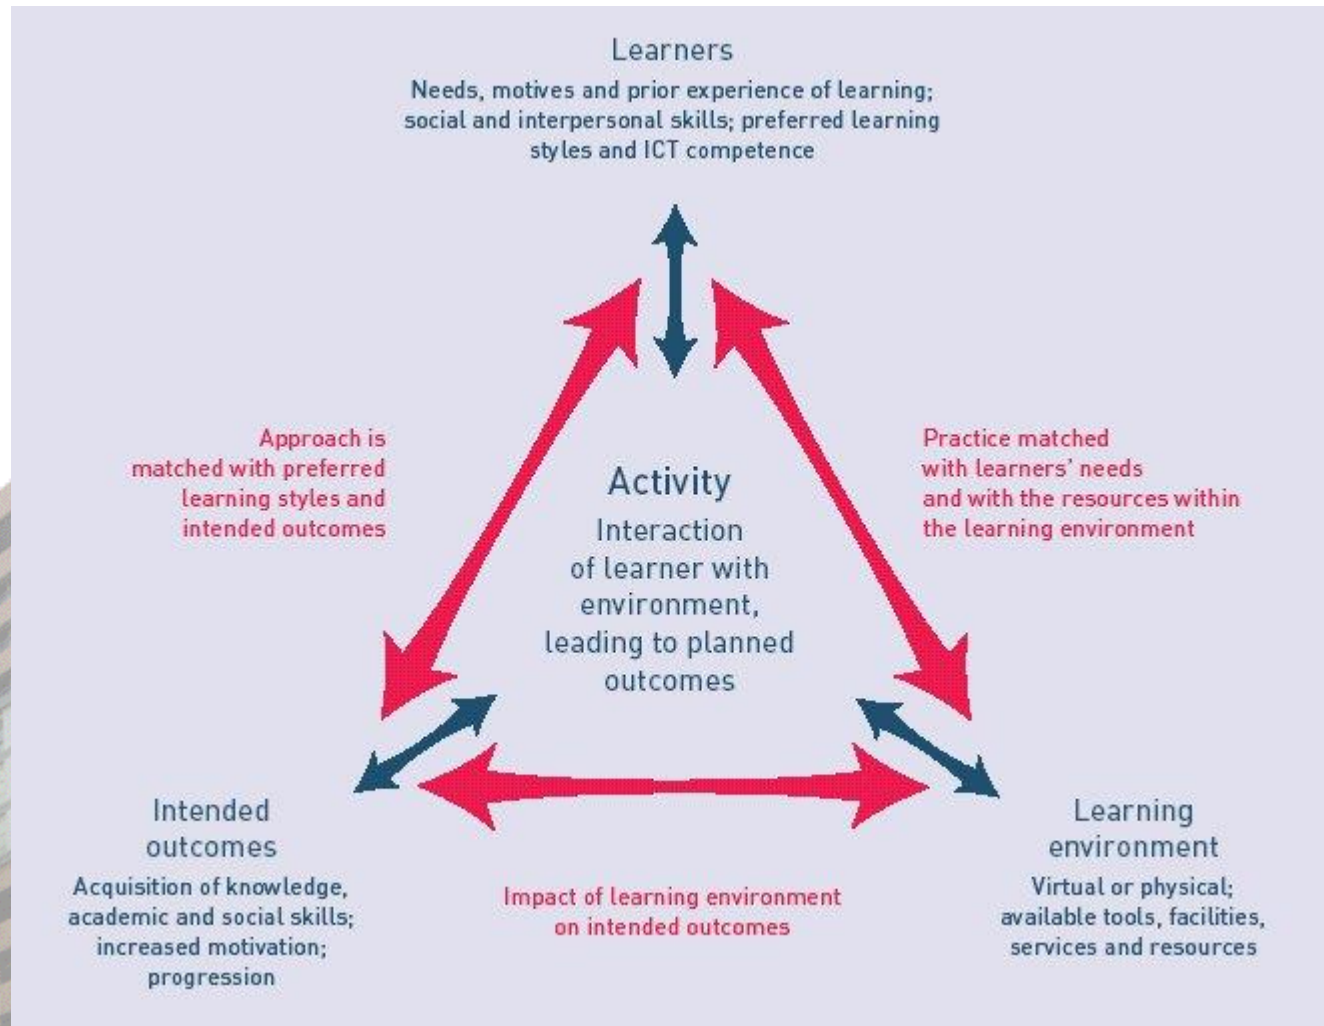 Learners
Needs, motives and prior experience of learning;
social and interpersonal skills; preferred learning
styles and ICT competence
Approach is
matched with preferred
learning styles and
intended outcomes
Practice matched
with learners' needs
and with the resources within
the learning environment
Activity
Interaction
of learner with
environment,
leading to planned
outcomes
Intended
outcomes
Acquisition of knowledge,
academic and social skills;
increased motivation;
progression
Impact of learning environment
on intended outcomes
Learning
environment
Virtual or physical;
available tools, facilities,
services and resources